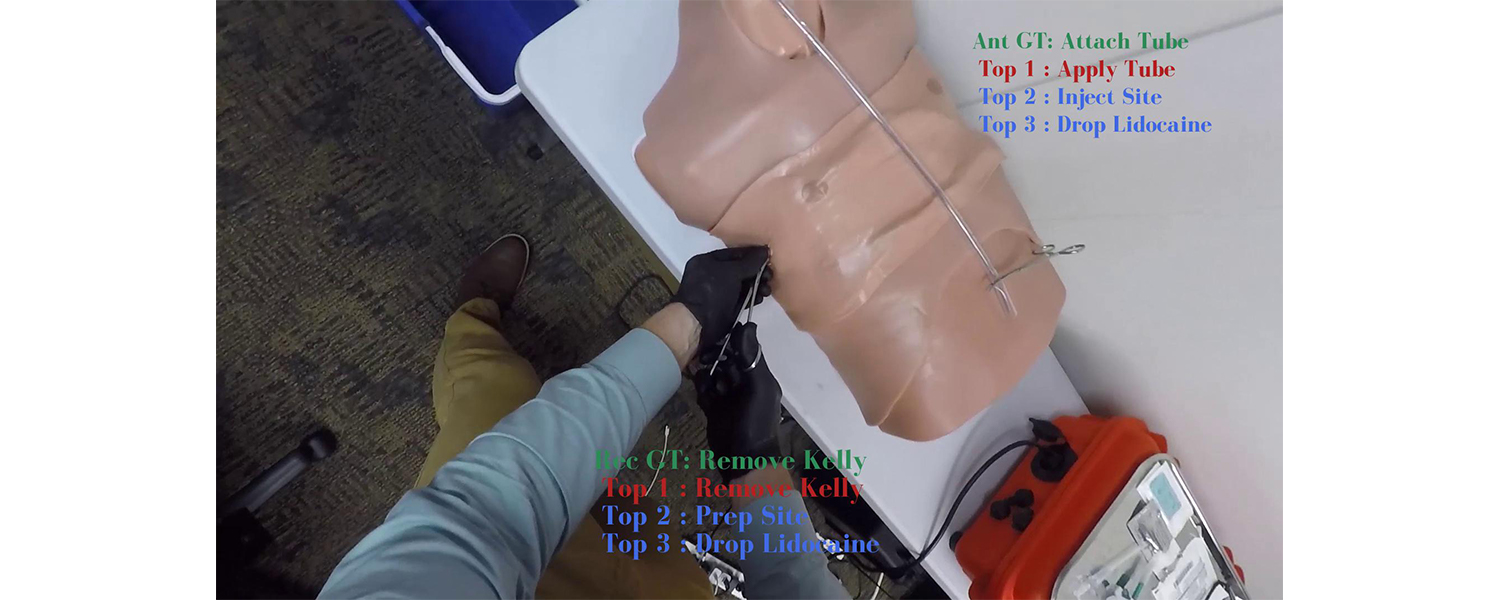 Ant GT: Attach Tube
Top 1 : Apply Tube
Top 2 : Inject Site
Top 3 : Drop Lidocaine
Rec GT: Remove Kelly
Top 1 : Remove Kelly
Top 2 : Prep Site
Top 3 : Drop Lidocaine